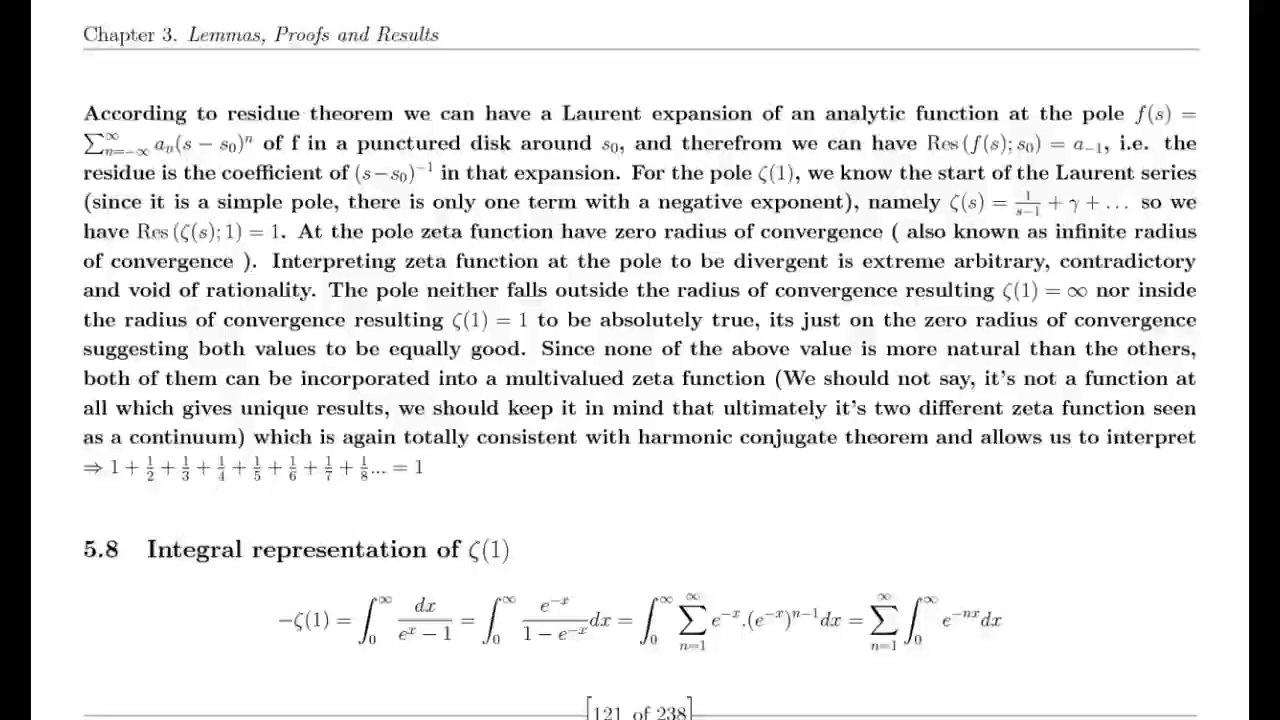 Chapter 3. Lemmas, Proofs and Results
According to residue theorem we can have a Laurent expansion of an analytic function at the pole f(s) =
∑_{n=−∞}^{∞} a_n(s − s_0)^n of f in a punctured disk around s_0, and therefrom we can have Res (f(s); s_0) = a_{−1}, i.e. the
residue is the coefficient of (s−s_0)^{−1} in that expansion. For the pole ζ(1), we know the start of the Laurent series
(since it is a simple pole, there is only one term with a negative exponent), namely ζ(s) = 1/(s−1) + γ + … so we
have Res (ζ(s); 1) = 1. At the pole zeta function have zero radius of convergence ( also known as infinite radius
of convergence ). Interpreting zeta function at the pole to be divergent is extreme arbitrary, contradictory
and void of rationality. The pole neither falls outside the radius of convergence resulting ζ(1) = ∞ nor inside
the radius of convergence resulting ζ(1) = 1 to be absolutely true, its just on the zero radius of convergence
suggesting both values to be equally good. Since none of the above value is more natural than the others,
both of them can be incorporated into a multivalued zeta function (We should not say, it's not a function at
all which gives unique results, we should keep it in mind that ultimately it's two different zeta function seen
as a continuum) which is again totally consistent with harmonic conjugate theorem and allows us to interpret
⇒ 1 + 1/2 + 1/3 + 1/4 + 1/5 + 1/6 + 1/7 + 1/8... = 1
5.8 Integral representation of ζ(1)
−ζ(1) = ∫_0^∞ dx/(e^x − 1) = ∫_0^∞ e^{−x}/(1 − e^{−x}) dx = ∫_0^∞ ∑_{n=1}^∞ e^{−x}.(e^{−x})^{n−1}dx = ∑_{n=1}^∞ ∫_0^∞ e^{−nx}dx
[121 of 238]